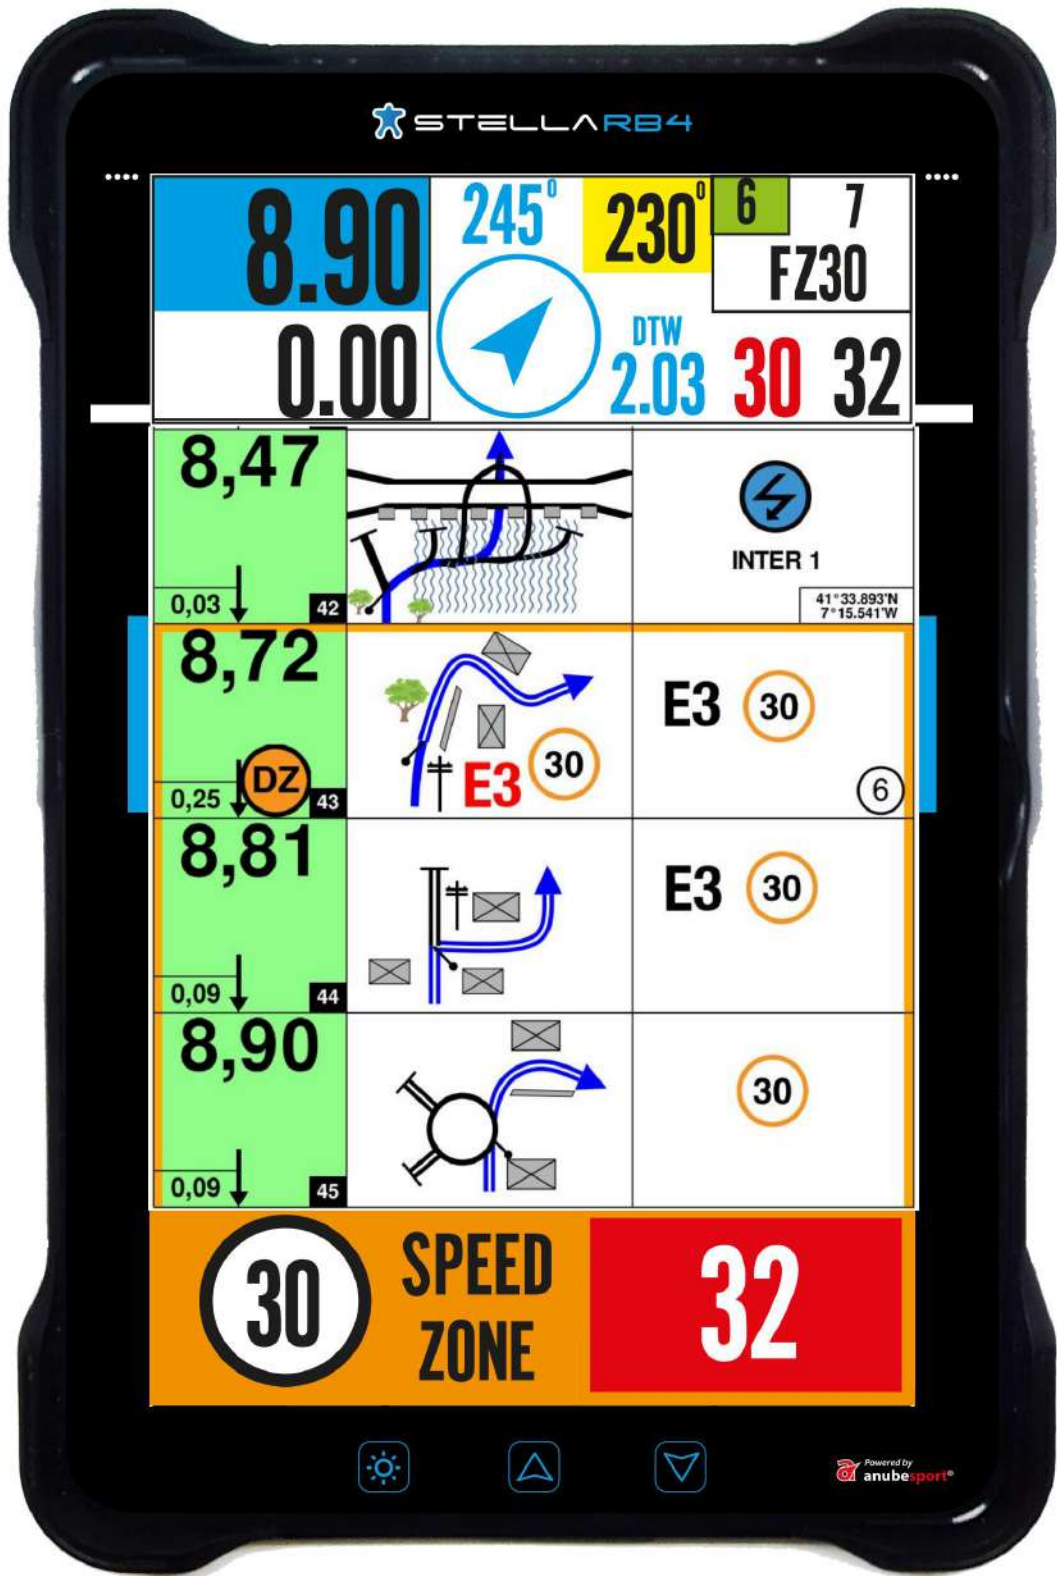 STELLARB4
8.90 245° 230° 6 7
FZ30
0.00 DTW
2.03 30 32
8,47
INTER 1
0,03 42 41°33.893'N
7°15.541'W
8,72
E3 30
DZ E3 30
0,25 43 6
8,81
E3 30
0,09 44
8,90
30
0,09 45
30 SPEED
ZONE 32
Powered by
anubesport®